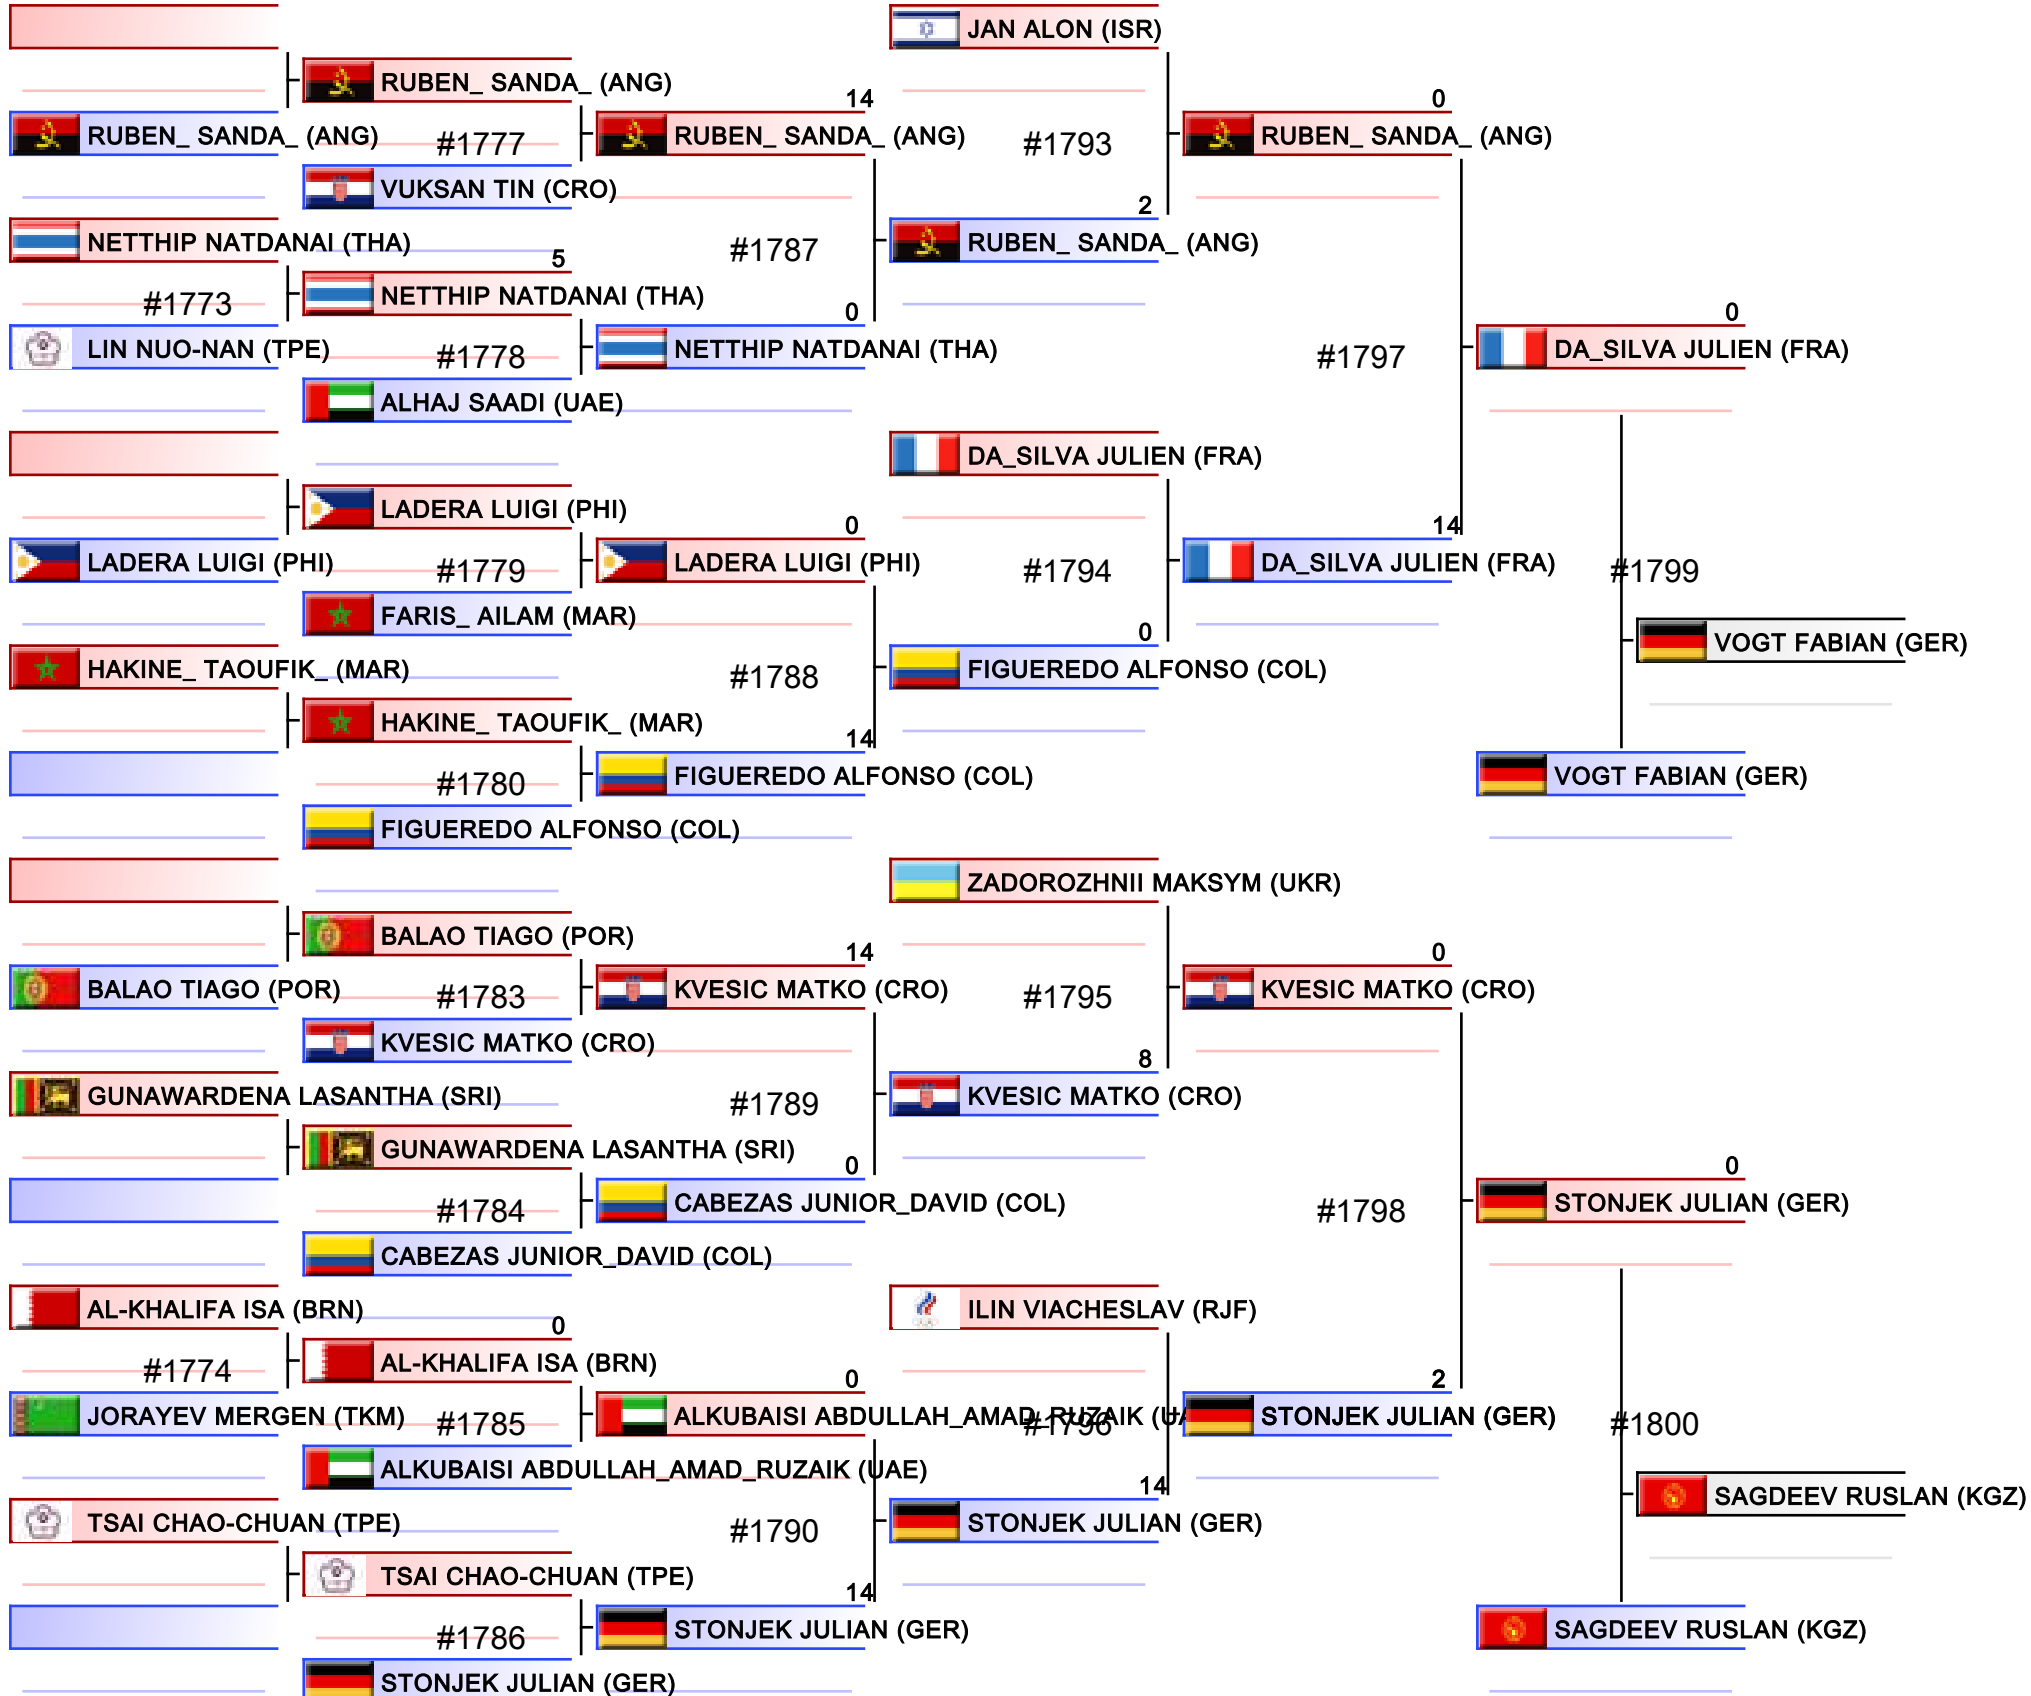 JAN ALON (ISR)
RUBEN_ SANDA_ (ANG)
14
0
RUBEN_ SANDA_ (ANG)
#1777
RUBEN_ SANDA_ (ANG)
#1793
RUBEN_ SANDA_ (ANG)
VUKSAN TIN (CRO)
2
NETTHIP NATDANAI (THA)
5
#1787
RUBEN_ SANDA_ (ANG)
NETTHIP NATDANAI (THA)
#1773
0
0
LIN NUO-NAN (TPE)
#1778
NETTHIP NATDANAI (THA)
#1797
DA_SILVA JULIEN (FRA)
ALHAJ SAADI (UAE)
DA_SILVA JULIEN (FRA)
LADERA LUIGI (PHI)
0
14
LADERA LUIGI (PHI)
#1779
LADERA LUIGI (PHI)
#1794
DA_SILVA JULIEN (FRA)
#1799
FARIS_ AILAM (MAR)
0
VOGT FABIAN (GER)
HAKINE_ TAOUFIK_ (MAR)
#1788
FIGUEREDO ALFONSO (COL)
HAKINE_ TAOUFIK_ (MAR)
14
#1780
FIGUEREDO ALFONSO (COL)
VOGT FABIAN (GER)
FIGUEREDO ALFONSO (COL)
ZADOROZHNII MAKSYM (UKR)
BALAO TIAGO (POR)
14
0
BALAO TIAGO (POR)
#1783
KVESIC MATKO (CRO)
#1795
KVESIC MATKO (CRO)
KVESIC MATKO (CRO)
8
GUNAWARDENA LASANTHA (SRI)
#1789
KVESIC MATKO (CRO)
GUNAWARDENA LASANTHA (SRI)
0
0
#1784
CABEZAS JUNIOR_DAVID (COL)
#1798
STONJEK JULIAN (GER)
CABEZAS JUNIOR_DAVID (COL)
AL-KHALIFA ISA (BRN)
0
ILIN VIACHESLAV (RJF)
#1774
AL-KHALIFA ISA (BRN)
0
2
JORAYEV MERGEN (TKM)
#1785
ALKUBAISI ABDULLAH_AMAD_RUZAIK (UA
#1796
STONJEK JULIAN (GER)
#1800
ALKUBAISI ABDULLAH_AMAD_RUZAIK (UAE)
14
SAGDEEV RUSLAN (KGZ)
TSAI CHAO-CHUAN (TPE)
#1790
STONJEK JULIAN (GER)
TSAI CHAO-CHUAN (TPE)
14
#1786
STONJEK JULIAN (GER)
SAGDEEV RUSLAN (KGZ)
STONJEK JULIAN (GER)